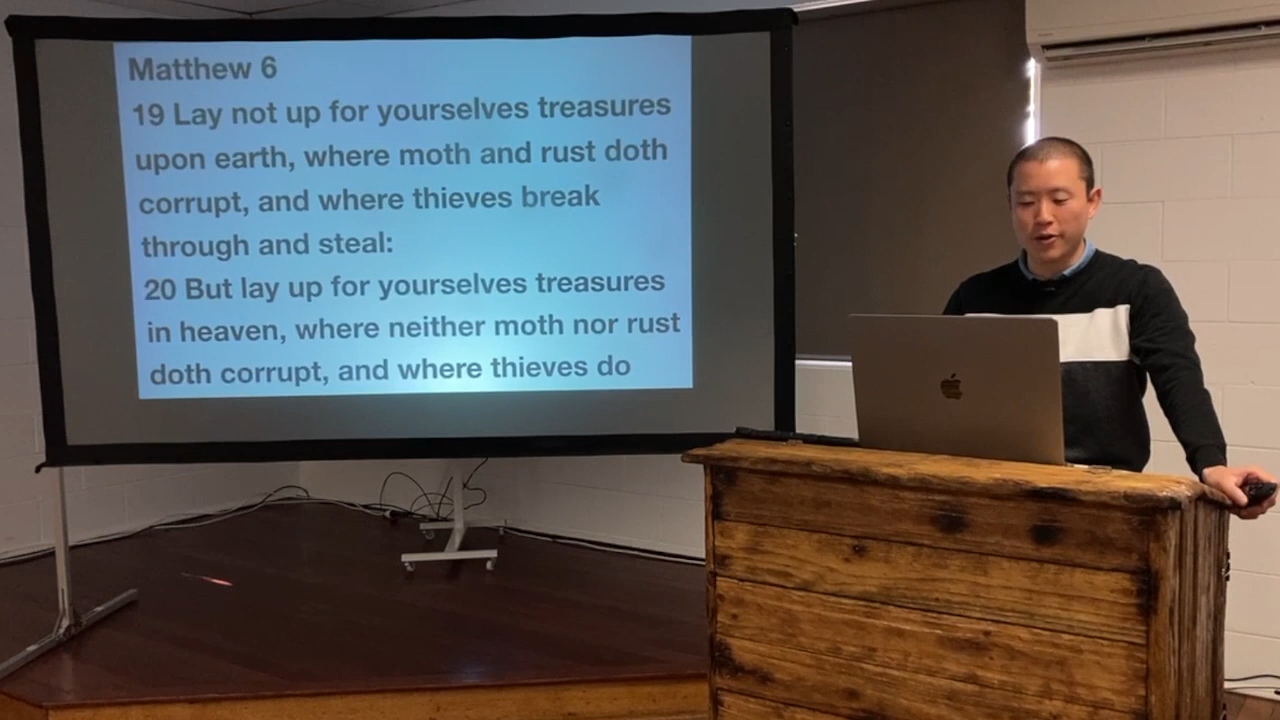 Matthew 6
19 Lay not up for yourselves treasures
upon earth, where moth and rust doth
corrupt, and where thieves break
through and steal:
20 But lay up for yourselves treasures
in heaven, where neither moth nor rust
doth corrupt, and where thieves do